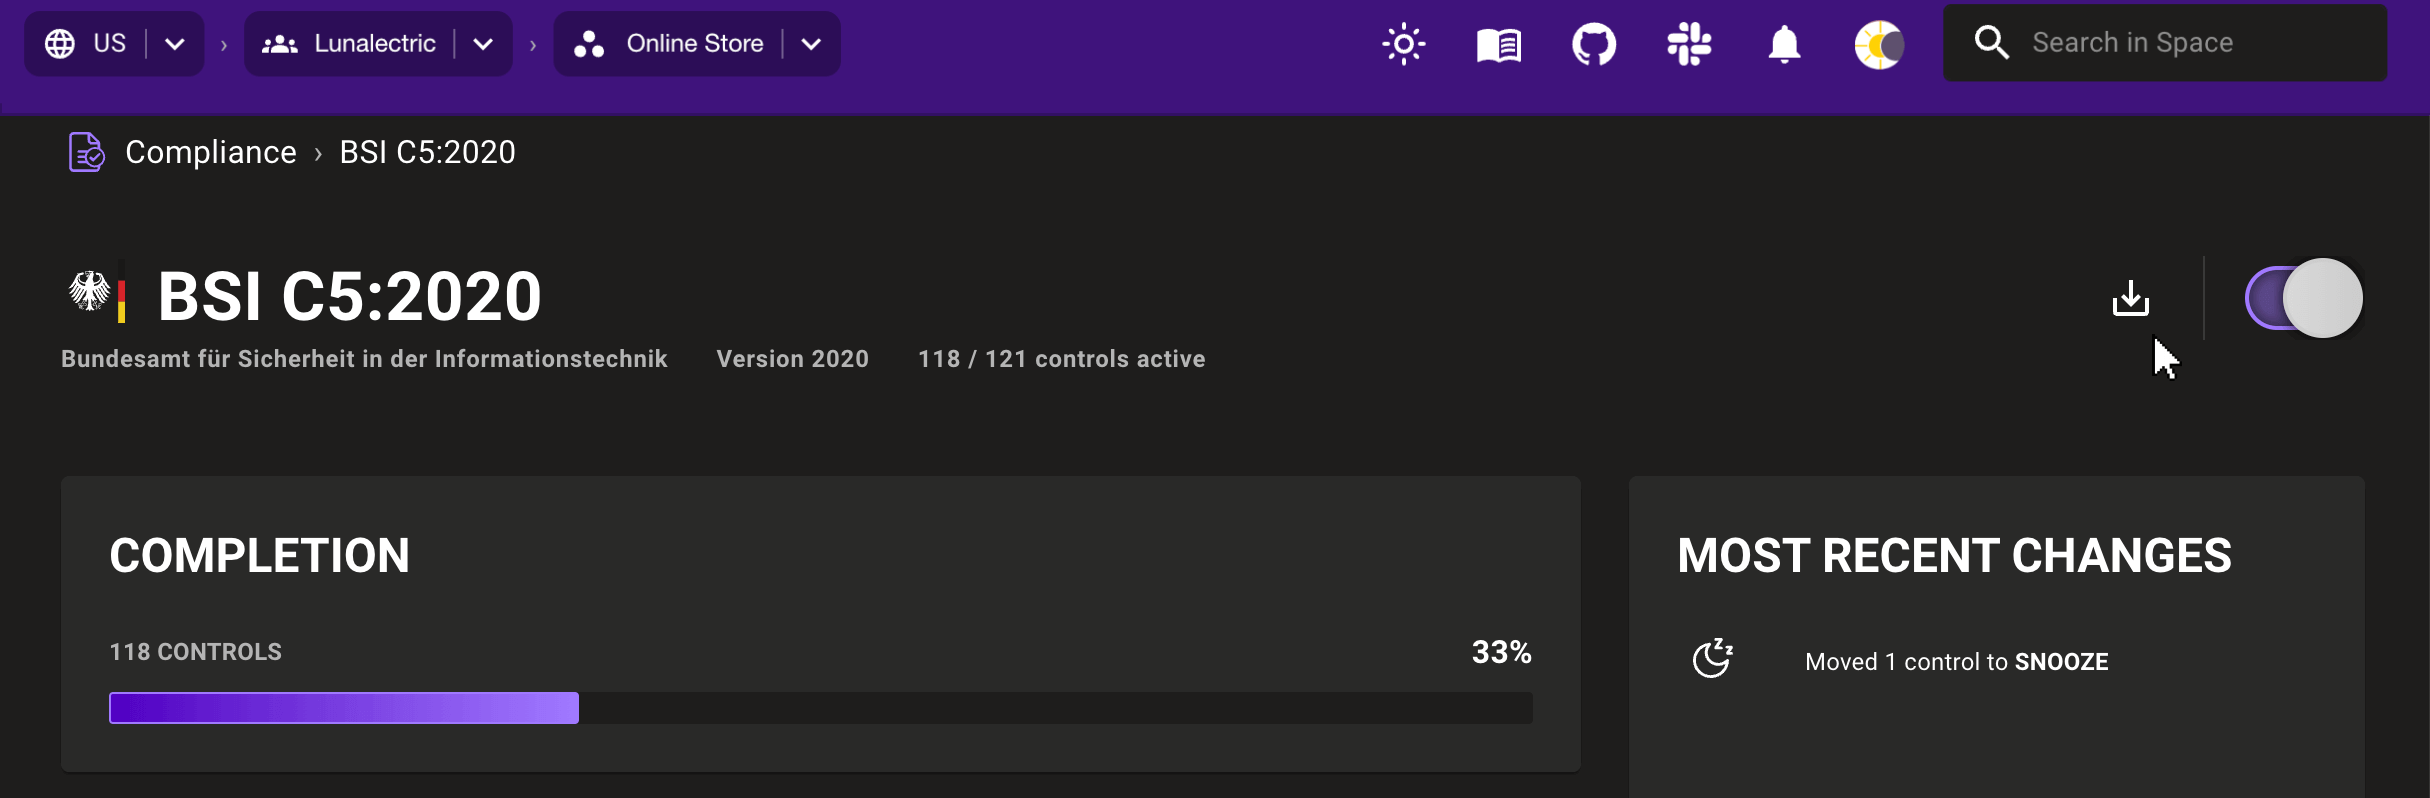 US › Lunalectric › Online Store Search in Space
Compliance › BSI C5:2020
BSI C5:2020
Bundesamt für Sicherheit in der Informationstechnik Version 2020 118 / 121 controls active
COMPLETION
118 CONTROLS 33%
MOST RECENT CHANGES
Moved 1 control to SNOOZE